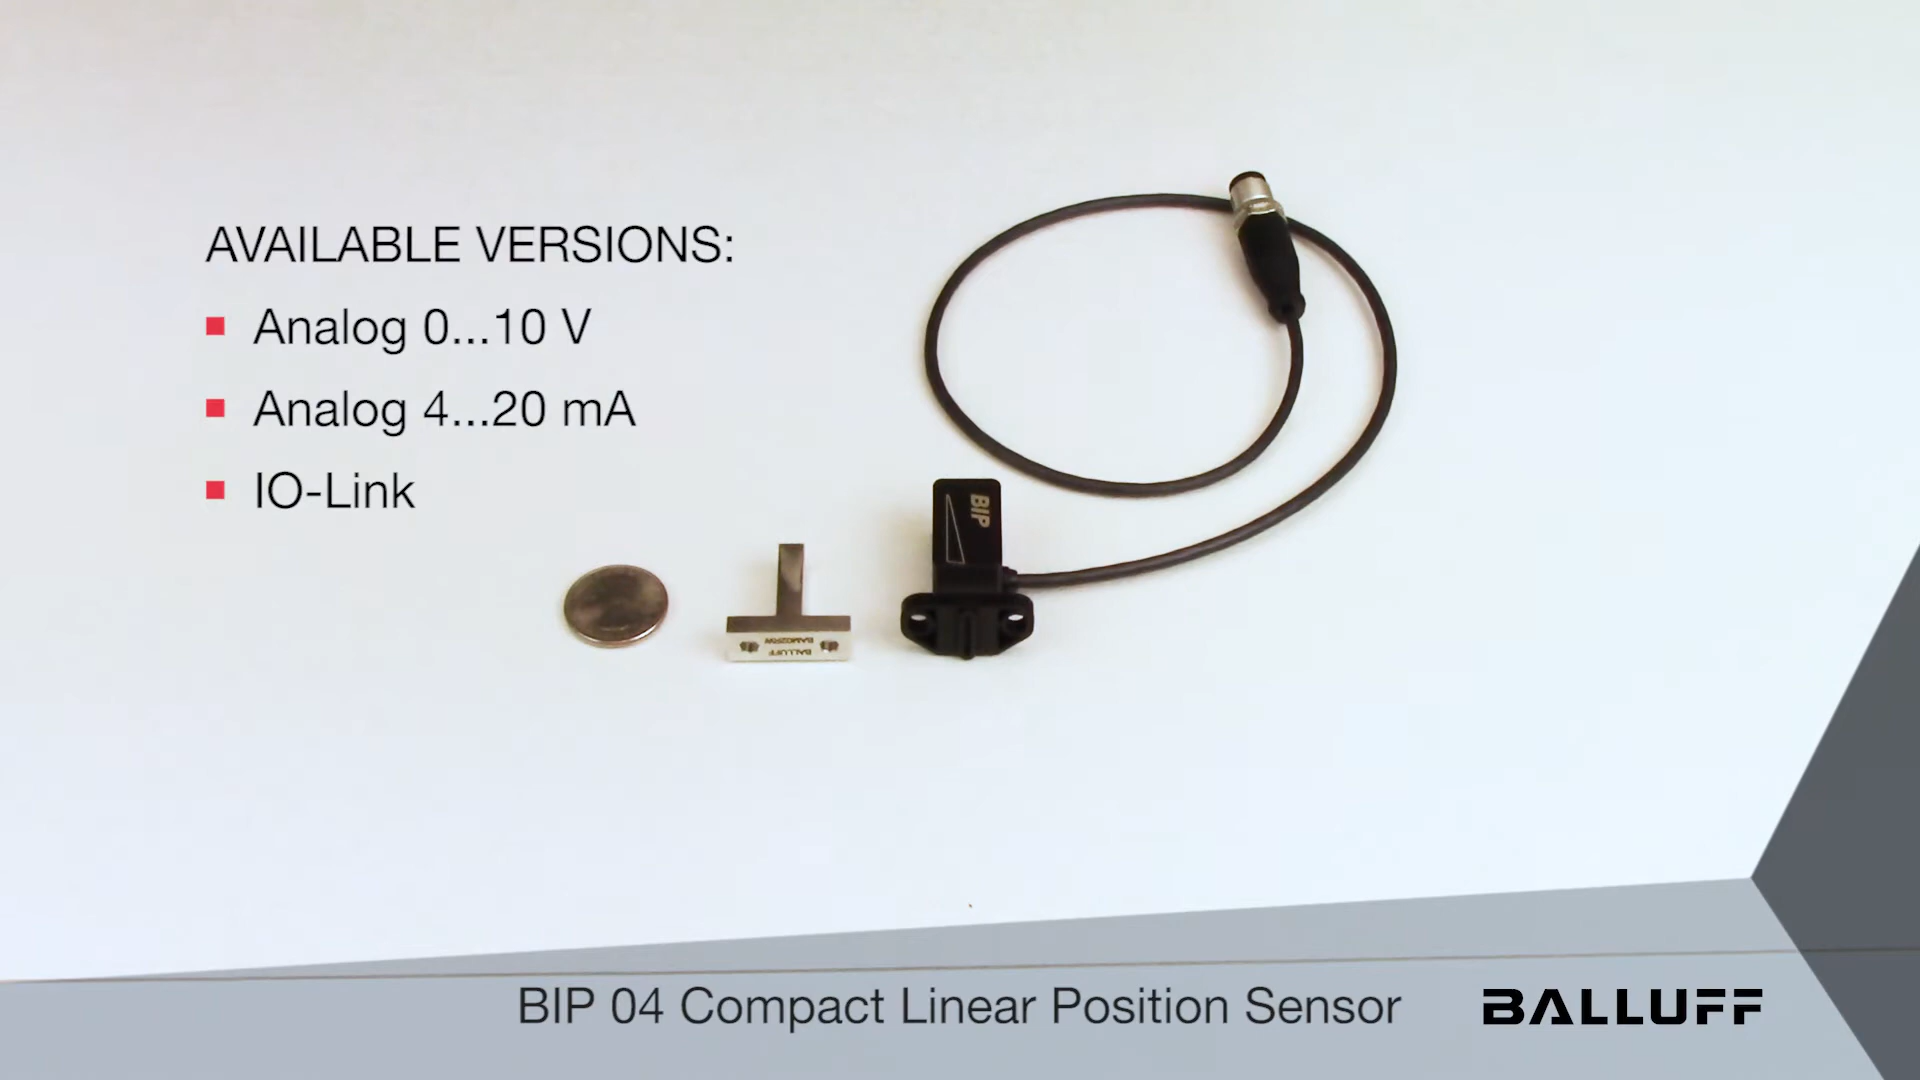 AVAILABLE VERSIONS:
Analog 0...10 V
Analog 4...20 mA
IO-Link
BIP
BALLUFF
BAM02RW
BIP 04 Compact Linear Position Sensor
BALLUFF